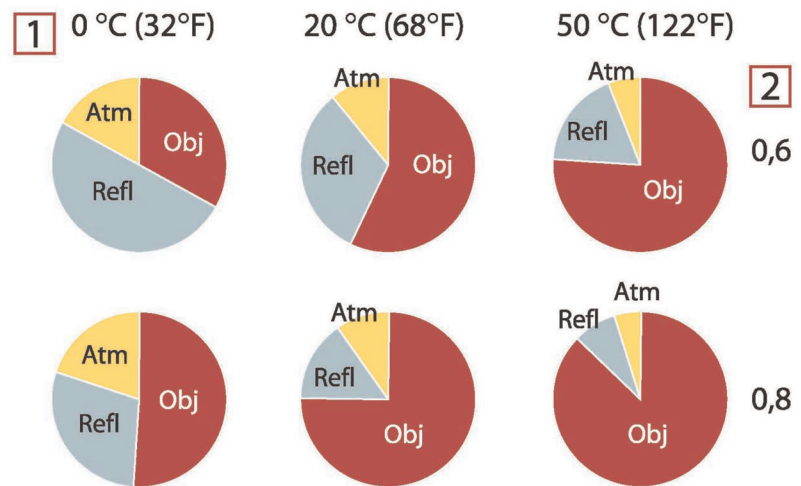 1 0 °C (32°F) 20 °C (68°F) 50 °C (122°F)
2
Atm Obj Refl
Atm Obj Refl
Atm Refl Obj
0,6
Atm Obj Refl
Atm Refl Obj
Atm Refl Obj
0,8